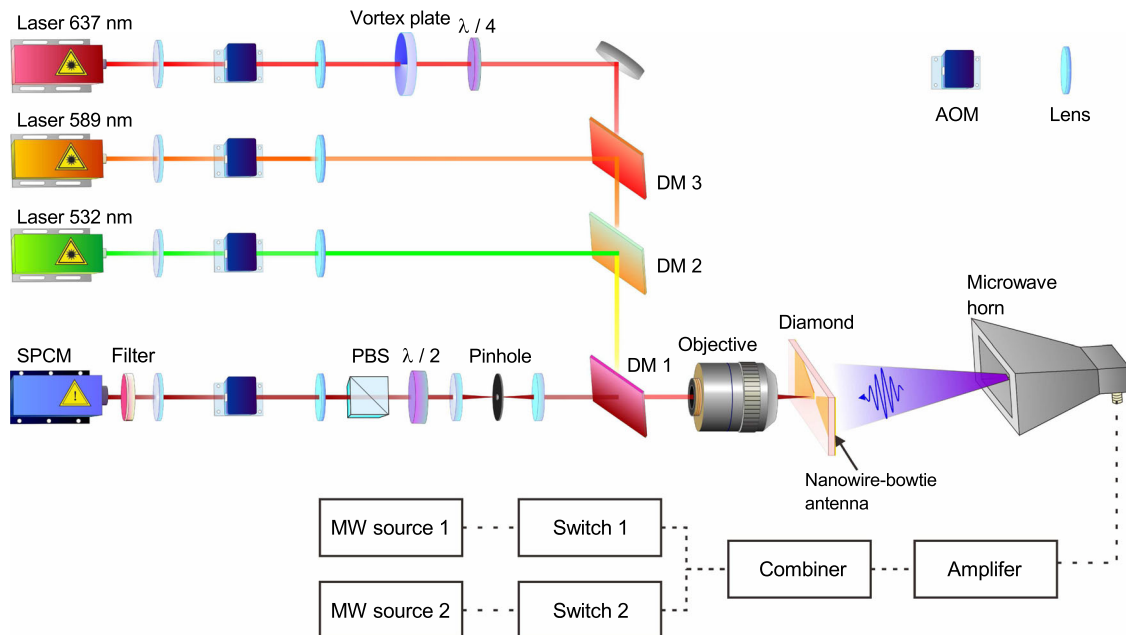 Laser 637 nm
Vortex plate
λ / 4
AOM
Lens
Laser 589 nm
DM 3
Laser 532 nm
DM 2
Microwave
horn
Diamond
SPCM
Filter
PBS
λ / 2
Pinhole
DM 1
Objective
!
Nanowire-bowtie
antenna
MW source 1
Switch 1
Combiner
Amplifer
MW source 2
Switch 2